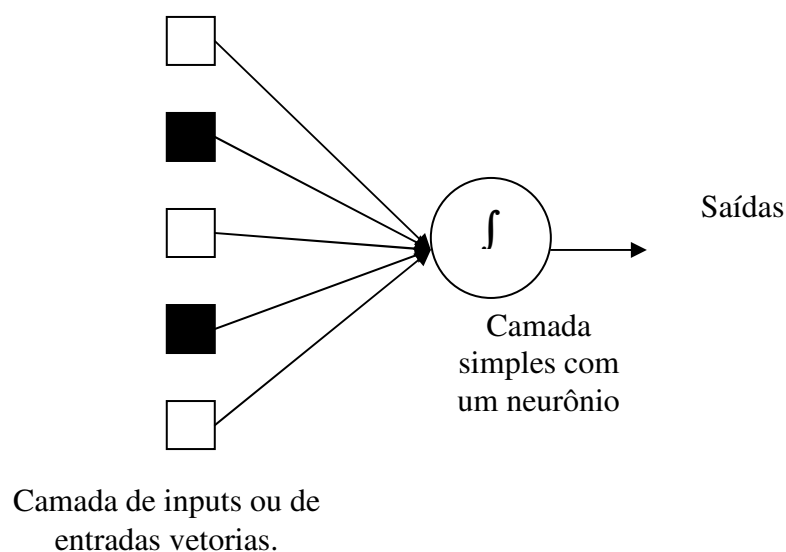 Saídas
∫
Camada
simples com
um neurônio
Camada de inputs ou de
entradas vetorias.